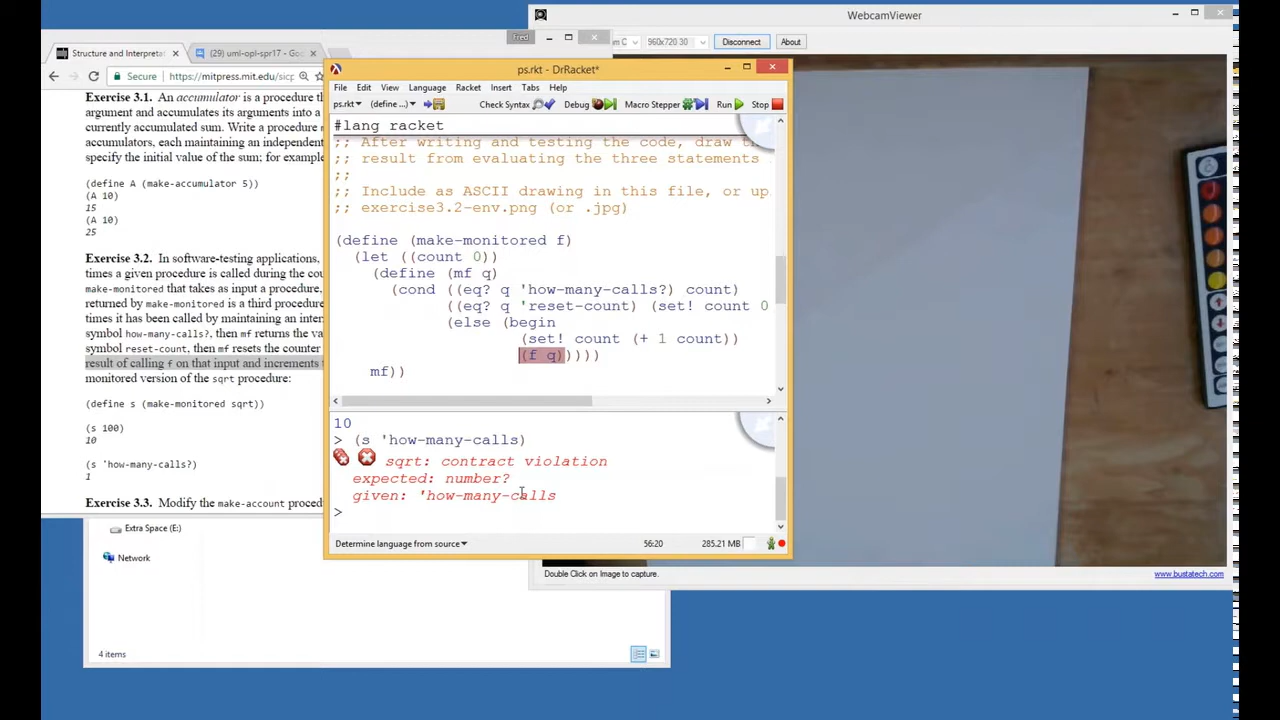 WebcamViewer
Fred
960x720 30
Disconnect
About
Structure and Interpreta
(29) uml-opl-spr17 - Goo
Secure
https://mitpress.mit.edu/sicp
ps.rkt - DrRacket*
File Edit View Language Racket Insert Tabs Help
ps.rkt (define ...) Check Syntax Debug Macro Stepper Run Stop
Exercise 3.1. An accumulator is a procedure th
argument and accumulates its arguments into a
currently accumulated sum. Write a procedure
accumulators, each maintaining an independent
specify the initial value of the sum; for example
(define A (make-accumulator 5))
(A 10)
15
(A 10)
25
Exercise 3.2. In software-testing applications,
times a given procedure is called during the cou
make-monitored that takes as input a procedure,
returned by make-monitored is a third procedure
times it has been called by maintaining an inter
symbol how-many-calls?, then mf returns the va
symbol reset-count, then mf resets the counter
result of calling f on that input and increments t
monitored version of the sqrt procedure:
(define s (make-monitored sqrt))
(s 100)
10
(s 'how-many-calls?)
1
Exercise 3.3. Modify the make-account proced
#lang racket
;; After writing and testing the code, draw th
;; result from evaluating the three statements
;;
;; Include as ASCII drawing in this file, or up
;; exercise3.2-env.png (or .jpg)
(define (make-monitored f)
(let ((count 0))
(define (mf q)
(cond ((eq? q 'how-many-calls?) count)
((eq? q 'reset-count) (set! count 0
(else (begin
(set! count (+ 1 count))
(f q)))))
mf))
10
> (s 'how-many-calls)
sqrt: contract violation
expected: number?
given: 'how-many-calls
>
Determine language from source
56:20
285.21 MB
Extra Space (E:)
Network
4 items
Double Click on Image to capture.
www.bustatech.com